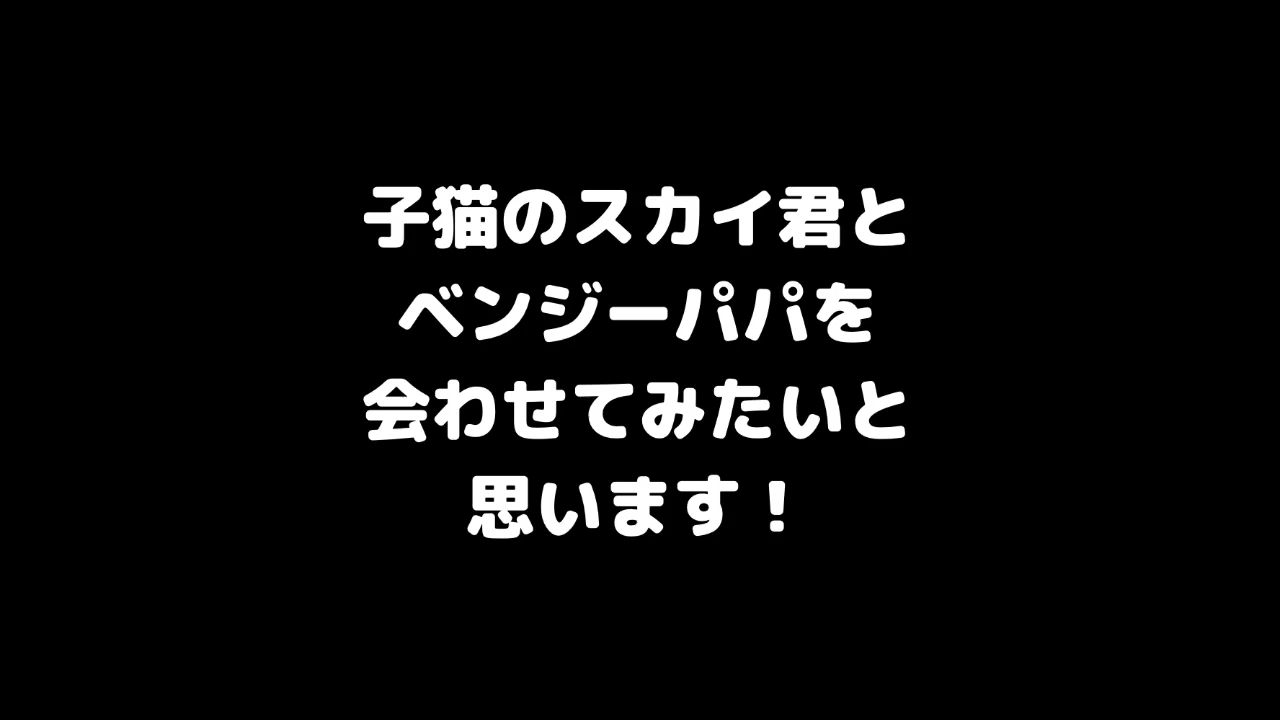 子猫のスカイ君と
ベンジーパパを
会わせてみたいと
思います！